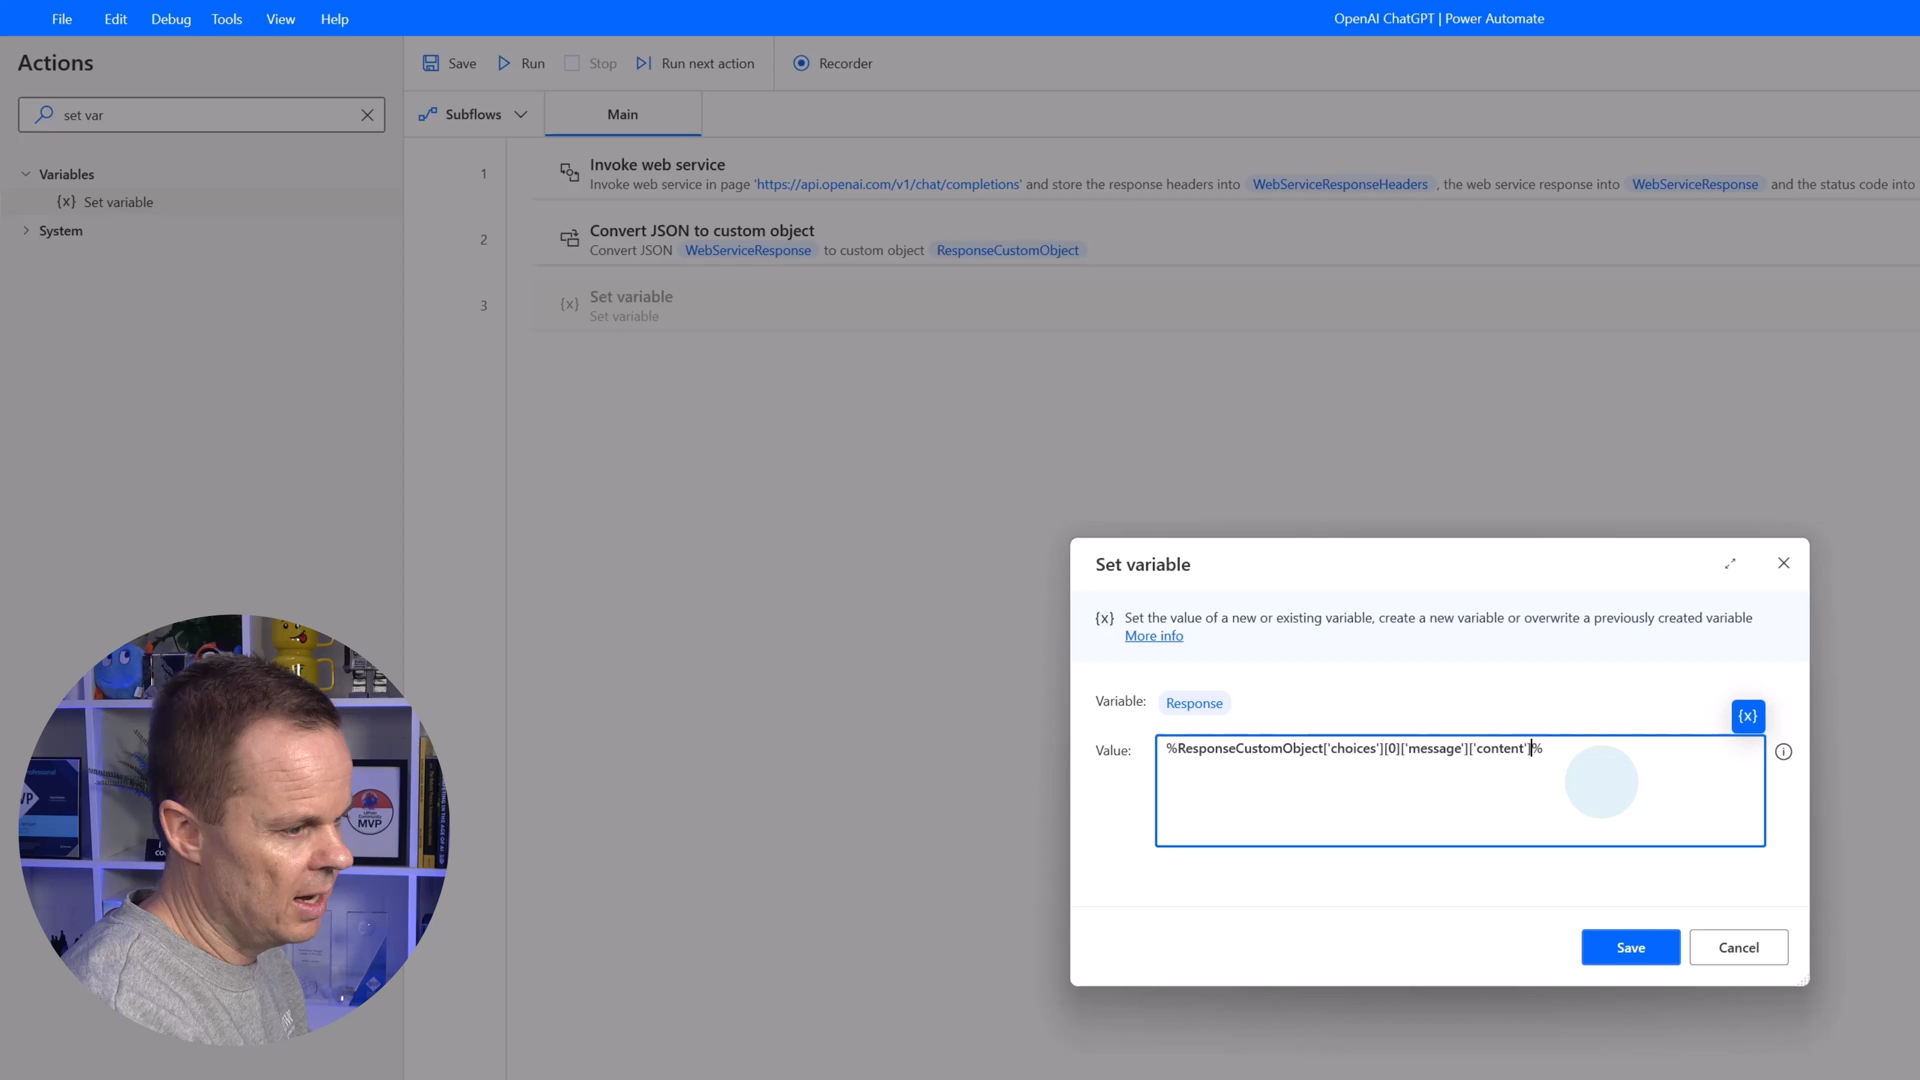 File Edit Debug Tools View Help
OpenAI ChatGPT | Power Automate
Actions
Save Run Stop Run next action Recorder
set var
Subflows Main
Variables
{x} Set variable
System
1 Invoke web service
Invoke web service in page 'https://api.openai.com/v1/chat/completions' and store the response headers into WebServiceResponseHeaders , the web service response into WebServiceResponse and the status code into
2 Convert JSON to custom object
Convert JSON WebServiceResponse to custom object ResponseCustomObject
3 {x} Set variable
Set variable
Set variable
{x} Set the value of a new or existing variable, create a new variable or overwrite a previously created variable
More info
Variable: Response
{x}
Value: %ResponseCustomObject['choices'][0]['message']['content']%
Save Cancel
MVP